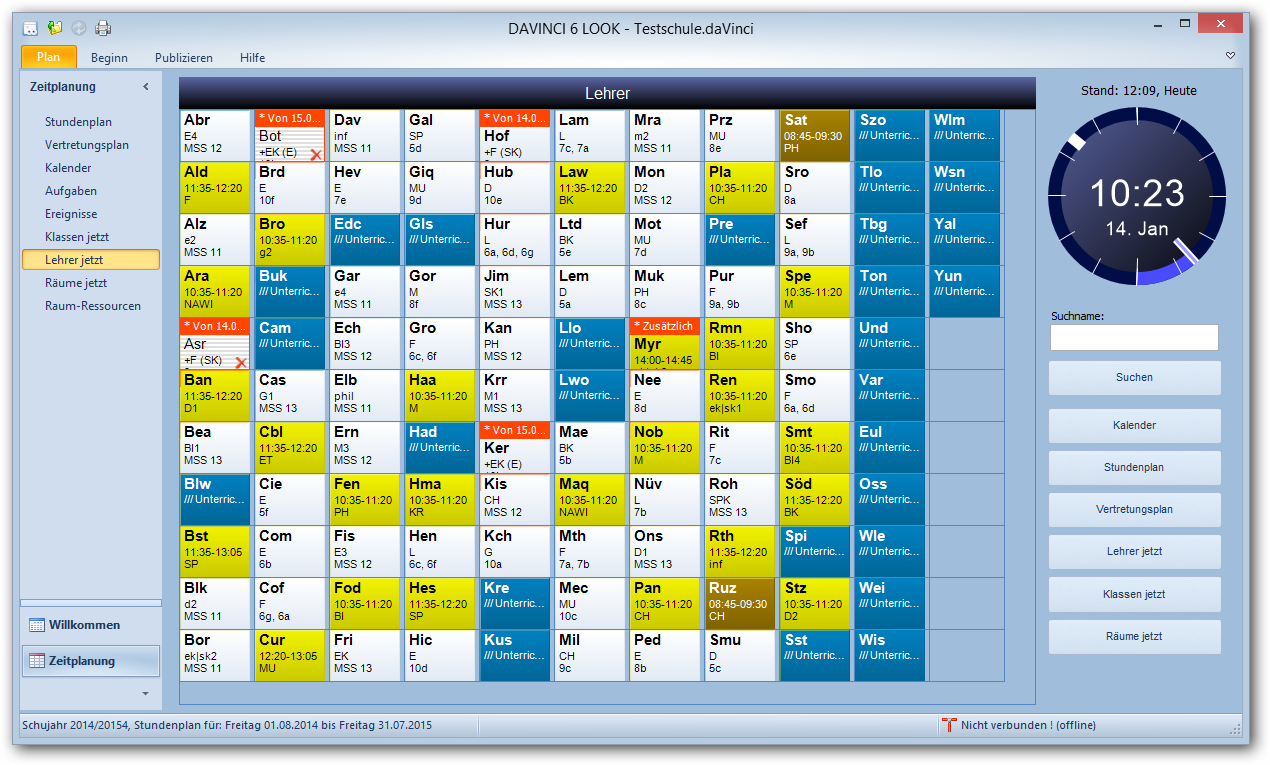 DAVINCI 6 LOOK - Testschule.daVinci
Plan Beginn Publizieren Hilfe
Zeitplanung
Stundenplan
Vertretungsplan
Kalender
Aufgaben
Ereignisse
Klassen jetzt
Lehrer jetzt
Räume jetzt
Raum-Ressourcen
Willkommen
Zeitplanung
Lehrer
Abr
E4
MSS 12
* Von 15.0...
Bot
+EK (E)
Dav
inf
MSS 11
Gal
SP
5d
* Von 14.0...
Hof
+F (SK)
Lam
L
7c, 7a
Mra
m2
MSS 11
Prz
MU
8e
Sat
08:45-09:30
PH
Szo
///Unterric...
Wlm
///Unterric...
Ald
11:35-12:20
F
Brd
E
10f
Hev
E
7e
Giq
MU
9d
Hub
D
10e
Law
11:35-12:20
BK
Mon
D2
MSS 12
Pla
10:35-11:20
CH
Sro
D
8a
Tlo
///Unterric...
Wsn
///Unterric...
Alz
e2
MSS 11
Bro
10:35-11:20
g2
Edc
///Unterric...
Gls
///Unterric...
Hur
L
6a, 6d, 6g
Ltd
BK
5e
Mot
MU
7d
Pre
///Unterric...
Sef
L
9a, 9b
Tbg
///Unterric...
Yal
///Unterric...
Ara
10:35-11:20
NAWI
Buk
///Unterric...
Gar
e4
MSS 11
Gor
M
8f
Jim
SK1
MSS 13
Lem
D
5a
Muk
PH
8c
Pur
F
9a, 9b
Spe
10:35-11:20
M
Ton
///Unterric...
Yun
///Unterric...
* Von 14.0...
Asr
+F (SK)
Cam
///Unterric...
Ech
BI3
MSS 12
Gro
F
6c, 6f
Kan
PH
MSS 12
Llo
///Unterric...
* Zusätzlich
Myr
14:00-14:45
Rmn
10:35-11:20
BI
Sho
SP
6e
Und
///Unterric...
Ban
11:35-12:20
D1
Cas
G1
MSS 13
Elb
phil
MSS 11
Haa
10:35-11:20
M
Krr
M1
MSS 13
Lwo
///Unterric...
Nee
E
8d
Ren
10:35-11:20
ek|sk1
Smo
F
6a, 6d
Var
///Unterric...
Bea
BI1
MSS 13
Cbl
11:35-12:20
ET
Ern
M3
MSS 12
Had
///Unterric...
* Von 15.0...
Ker
+EK (E)
Mae
BK
5b
Nob
10:35-11:20
M
Rit
F
7c
Smt
10:35-11:20
BI4
Eul
///Unterric...
Blw
///Unterric...
Cie
E
5f
Fen
10:35-11:20
PH
Hma
10:35-11:20
KR
Kis
CH
MSS 12
Maq
10:35-11:20
NAWI
Nüv
L
7b
Roh
SPK
MSS 13
Söd
11:35-12:20
BK
Oss
///Unterric...
Bst
11:35-13:05
SP
Com
E
6b
Fis
E3
MSS 12
Hen
L
6c, 6f
Kch
G
10a
Mth
F
7a, 7b
Ons
D1
MSS 13
Rth
11:35-12:20
inf
Spi
///Unterric...
Wle
///Unterric...
Blk
d2
MSS 11
Cof
F
6g, 6a
Fod
10:35-11:20
BI
Hes
11:35-12:20
SP
Kre
///Unterric...
Mec
MU
10c
Pan
10:35-11:20
CH
Ruz
08:45-09:30
CH
Stz
10:35-11:20
D2
Wei
///Unterric...
Bor
ek|sk2
MSS 11
Cur
12:20-13:05
MU
Fri
EK
MSS 13
Hic
E
10d
Kus
///Unterric...
Mil
CH
9c
Ped
E
8b
Smu
D
5c
Sst
///Unterric...
Wis
///Unterric...
Stand: 12:09, Heute
10:23
14. Jan
Suchname:
Suchen
Kalender
Stundenplan
Vertretungsplan
Lehrer jetzt
Klassen jetzt
Räume jetzt
Schujahr 2014/20154, Stundenplan für: Freitag 01.08.2014 bis Freitag 31.07.2015
Nicht verbunden ! (offline)